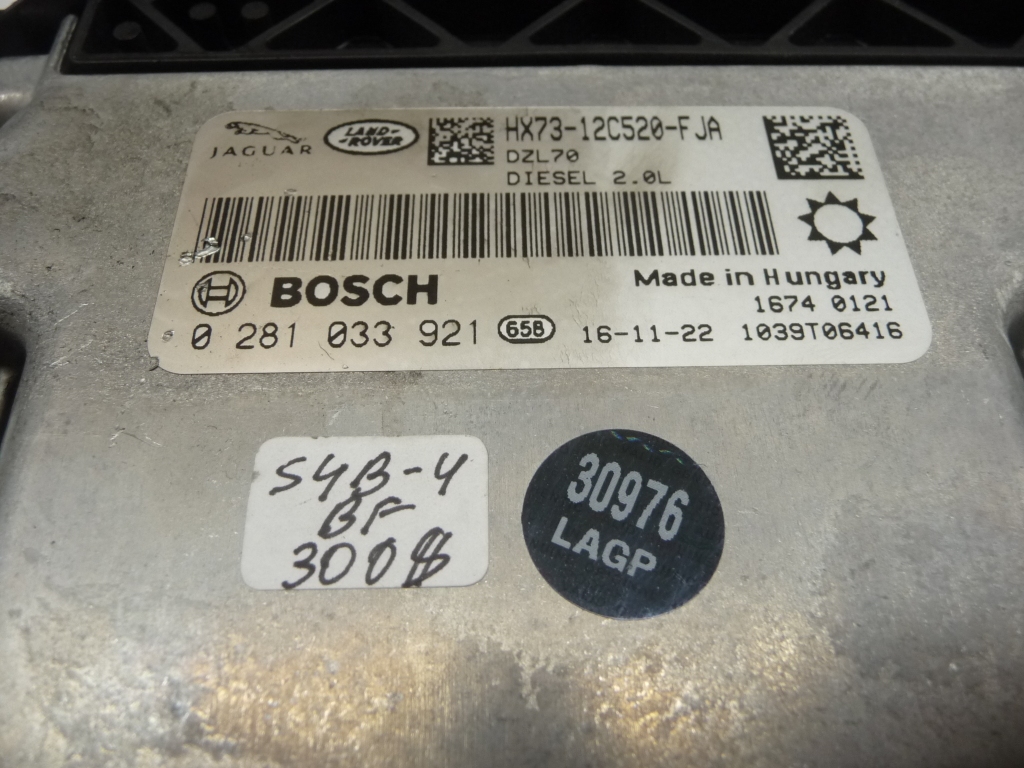 JAGUAR
LAND-ROVER
HX73-12C520-FJA
DZL70
DIESEL 2.0L
BOSCH
Made in Hungary
1674 0121
0 281 033 921 658 16-11-22 1039T06416
S4B-4
BF
300$
30976
LAGP